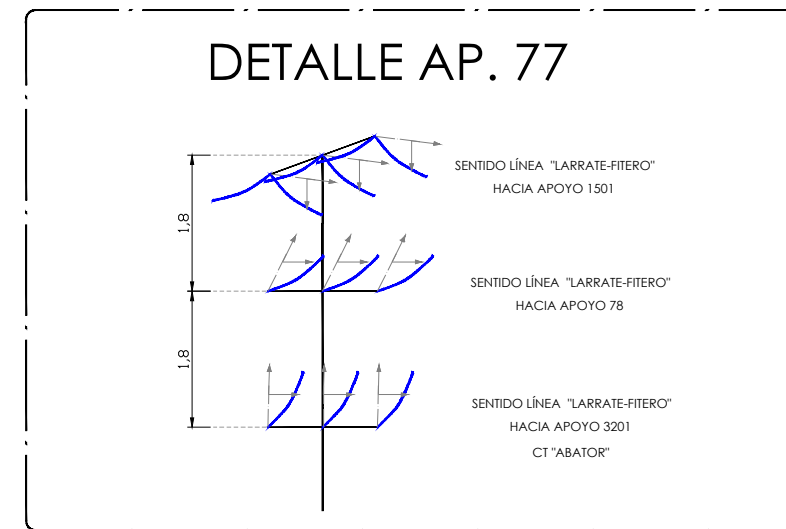 DETALLE AP. 77
SENTIDO LÍNEA "LARRATE-FITERO"
HACIA APOYO 1501
1,8
SENTIDO LÍNEA "LARRATE-FITERO"
HACIA APOYO 78
1,8
SENTIDO LÍNEA "LARRATE-FITERO"
HACIA APOYO 3201
CT "ABATOR"